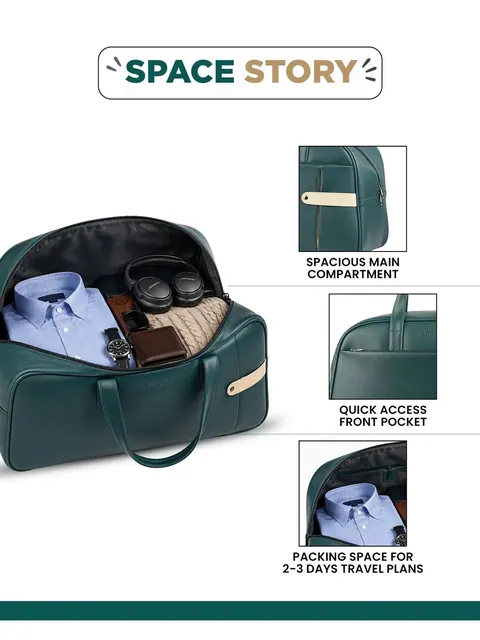 SPACE STORY
SPACIOUS MAIN
COMPARTMENT
QUICK ACCESS
FRONT POCKET
PACKING SPACE FOR
2-3 DAYS TRAVEL PLANS